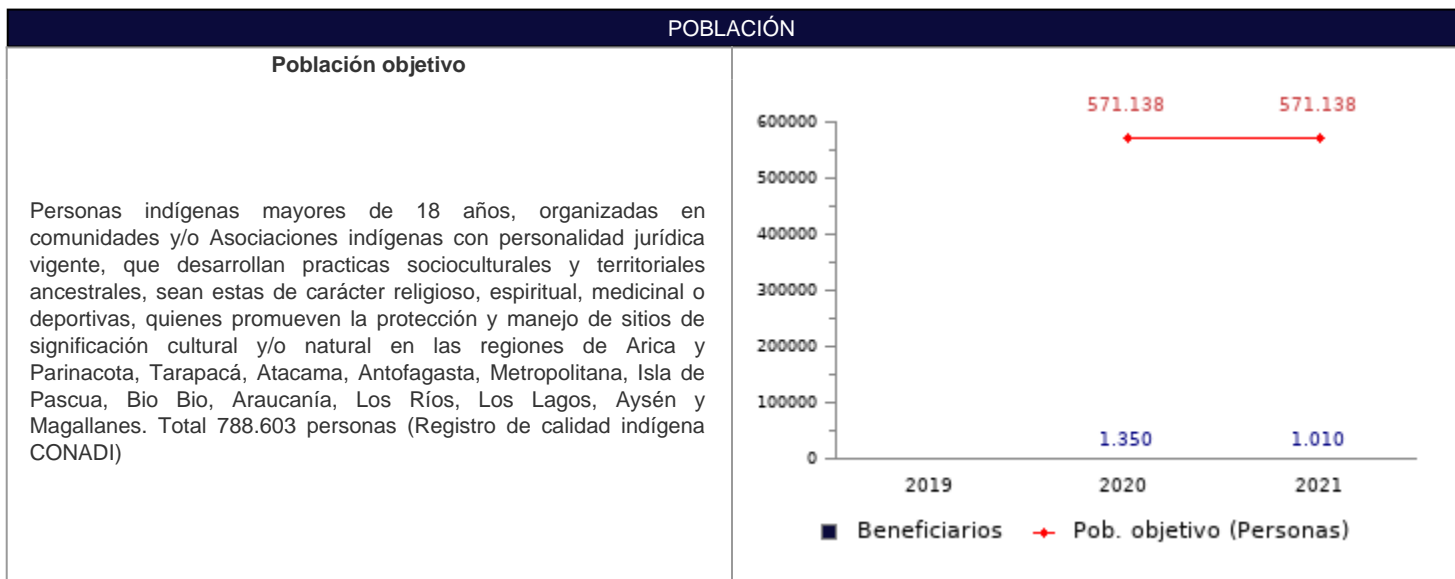 POBLACIÓN
Población objetivo
Personas indígenas mayores de 18 años, organizadas en
comunidades y/o Asociaciones indígenas con personalidad jurídica
vigente, que desarrollan practicas socioculturales y territoriales
ancestrales, sean estas de carácter religioso, espiritual, medicinal o
deportivas, quienes promueven la protección y manejo de sitios de
significación cultural y/o natural en las regiones de Arica y
Parinacota, Tarapacá, Atacama, Antofagasta, Metropolitana, Isla de
Pascua, Bio Bio, Araucanía, Los Ríos, Los Lagos, Aysén y
Magallanes. Total 788.603 personas (Registro de calidad indígena
CONADI)
571.138 571.138
600000
500000
400000
300000
200000
100000
1.350 1.010
0
2019 2020 2021
Beneficiarios Pob. objetivo (Personas)